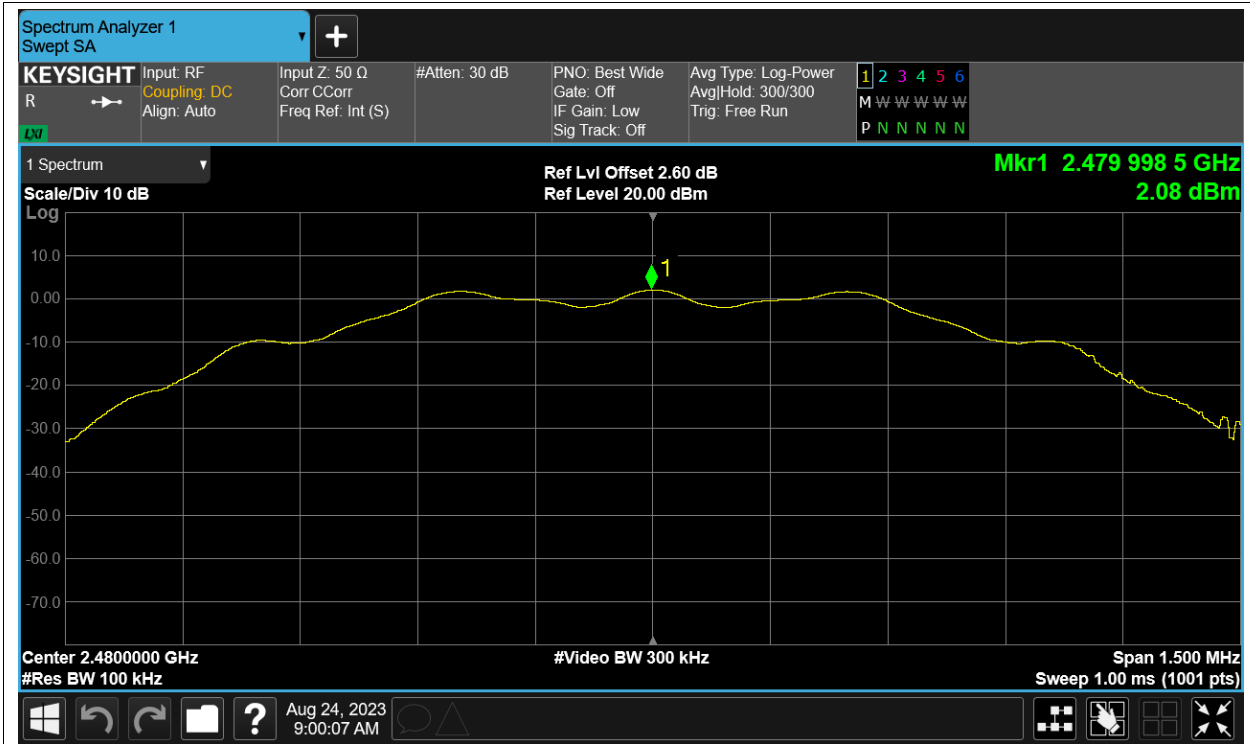 Spectrum Analyzer 1
Swept SA
KEYSIGHT
R
LXI
Input: RF
Coupling: DC
Align: Auto
Input Z: 50 Ω
Corr CCorr
Freq Ref: Int (S)
#Atten: 30 dB
PNO: Best Wide
Gate: Off
IF Gain: Low
Sig Track: Off
Avg Type: Log-Power
Avg|Hold: 300/300
Trig: Free Run
1 2 3 4 5 6
M W W W W W
P N N N N N
1 Spectrum
Scale/Div 10 dB
Log
Ref Lvl Offset 2.60 dB
Ref Level 20.00 dBm
Mkr1 2.479 998 5 GHz
2.08 dBm
1
10.0
0.00
-10.0
-20.0
-30.0
-40.0
-50.0
-60.0
-70.0
Center 2.4800000 GHz
#Res BW 100 kHz
#Video BW 300 kHz
Span 1.500 MHz
Sweep 1.00 ms (1001 pts)
?
Aug 24, 2023
9:00:07 AM